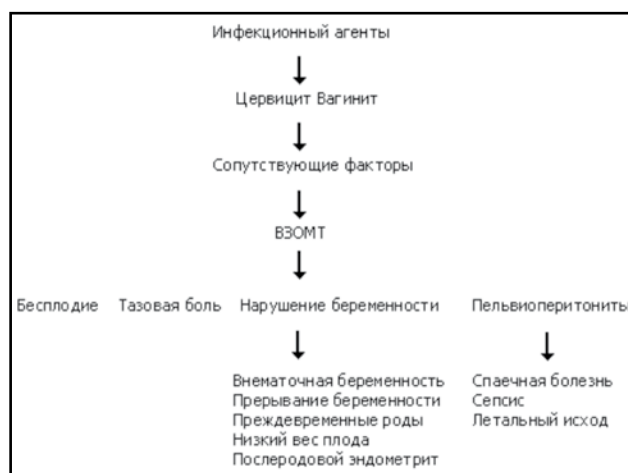 Инфекционный агенты
Цервицит Вагинит
Сопутствующие факторы
ВЗОМТ
Бесплодие Тазовая боль Нарушение беременности Пельвиоперитониты
Внематочная беременность
Прерывание беременности
Преждевременные роды
Низкий вес плода
Послеродовой эндометрит
Спаечная болезнь
Сепсис
Летальный исход